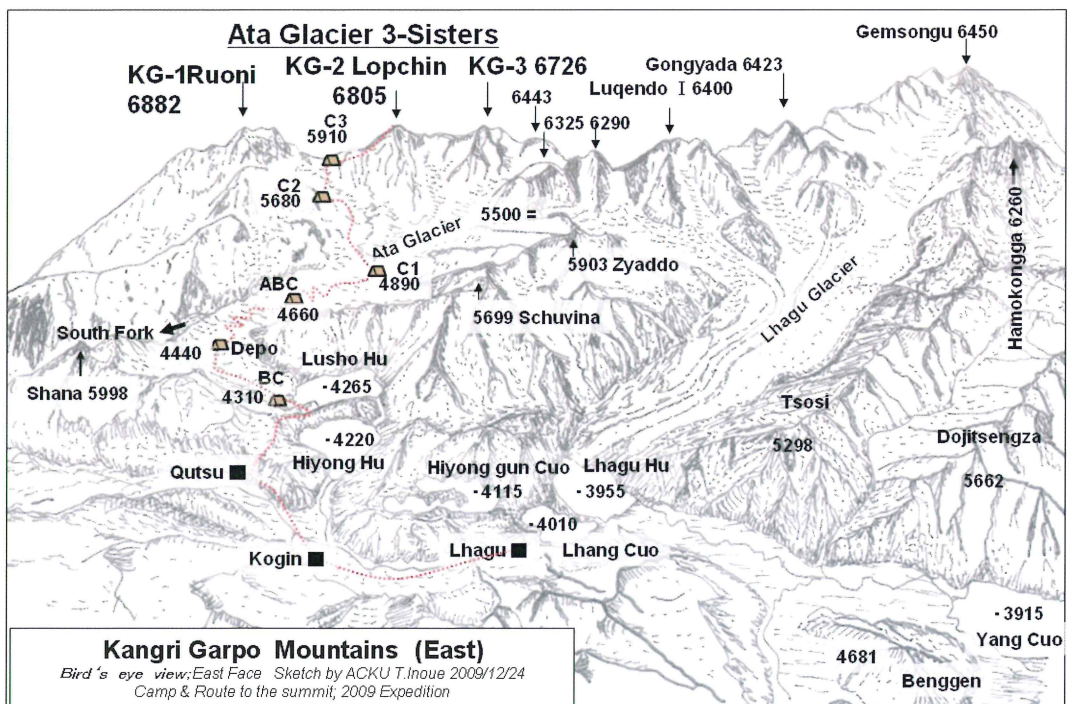 Ata Glacier 3-Sisters
Gemsongu 6450
KG-1Ruoni
6882
KG-2 Lopchin
6805
KG-3 6726
Gongyada 6423
Luqendo I 6400
6443
6325 6290
C3
5910
C2
5680
5500 =
Ata Glacier
C1
4890
5903 Zyaddo
Hamokongga 6260
ABC
4660
5699 Schuvina
Lhagu Glacier
South Fork
4440
Depo
Lusho Hu
-4265
Shana 5998
BC
4310
Tsosi
5298
-4220
Hiyong Hu
Dojitsengza
5662
Qutsu
Hiyong gun Cuo
-4115
Lhagu Hu
-3955
-4010
Kogin
Lhagu
Lhang Cuo
-3915
Yang Cuo
4681
Benggen
Kangri Garpo Mountains (East)
Bird's eye view;East Face Sketch by ACKU T.Inoue 2009/12/24
Camp & Route to the summit; 2009 Expedition